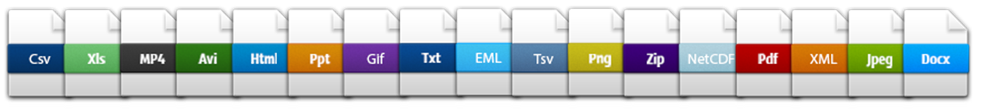 Csv Xls MP4 Avi Html Ppt Gif Txt EML Tsv Png Zip NetCDF Pdf XML Jpeg Docx